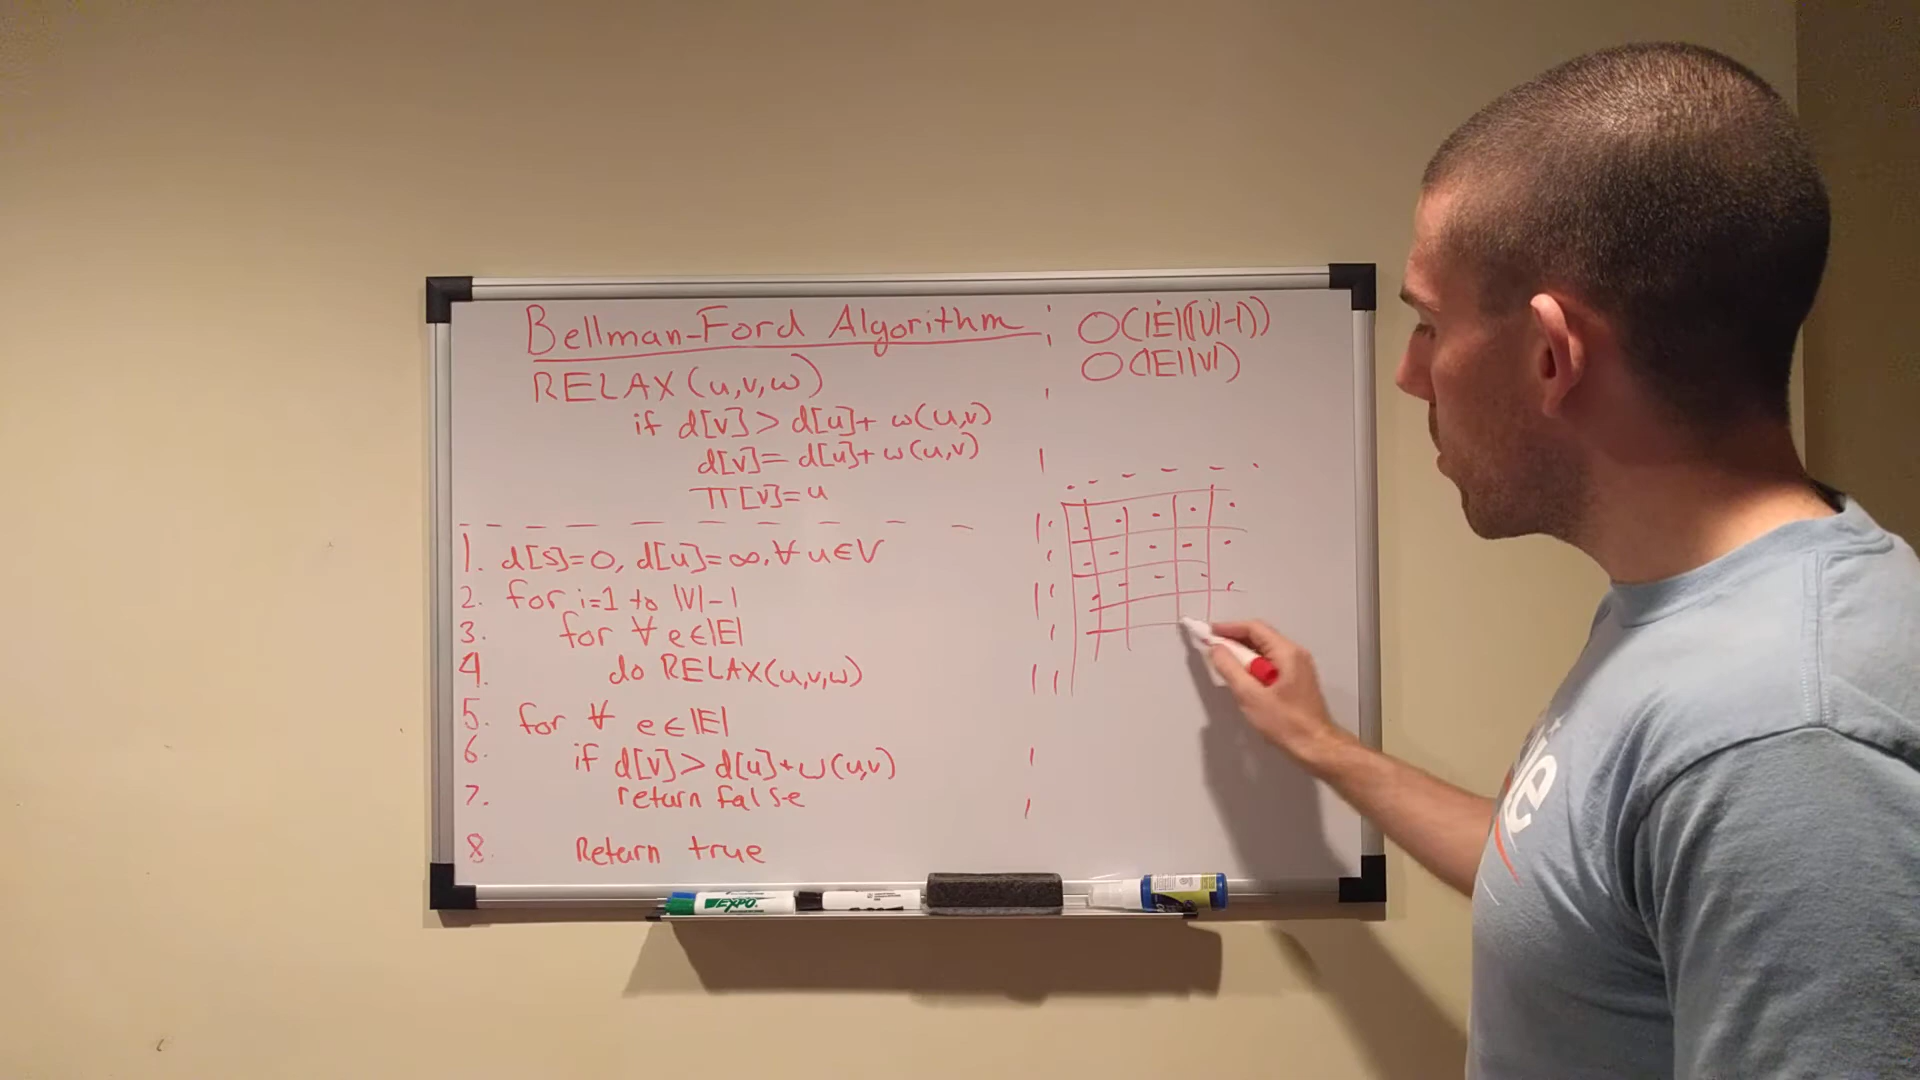 Bellman-Ford Algorithm
RELAX(u,v,w)
if d[v] > d[u] + w(u,v)
d[v] = d[u] + w(u,v)
π[v] = u
1. d[s]=0, d[u]=∞, ∀ u∈V
2. for i=1 to |V|-1
3. for ∀ e∈|E|
4. do RELAX(u,v,w)
5. for ∀ e∈|E|
6. if d[v] > d[u] + w(u,v)
7. return false
8. Return true
O(|E|(|V|-1))
O(|E||V|)
EXPO